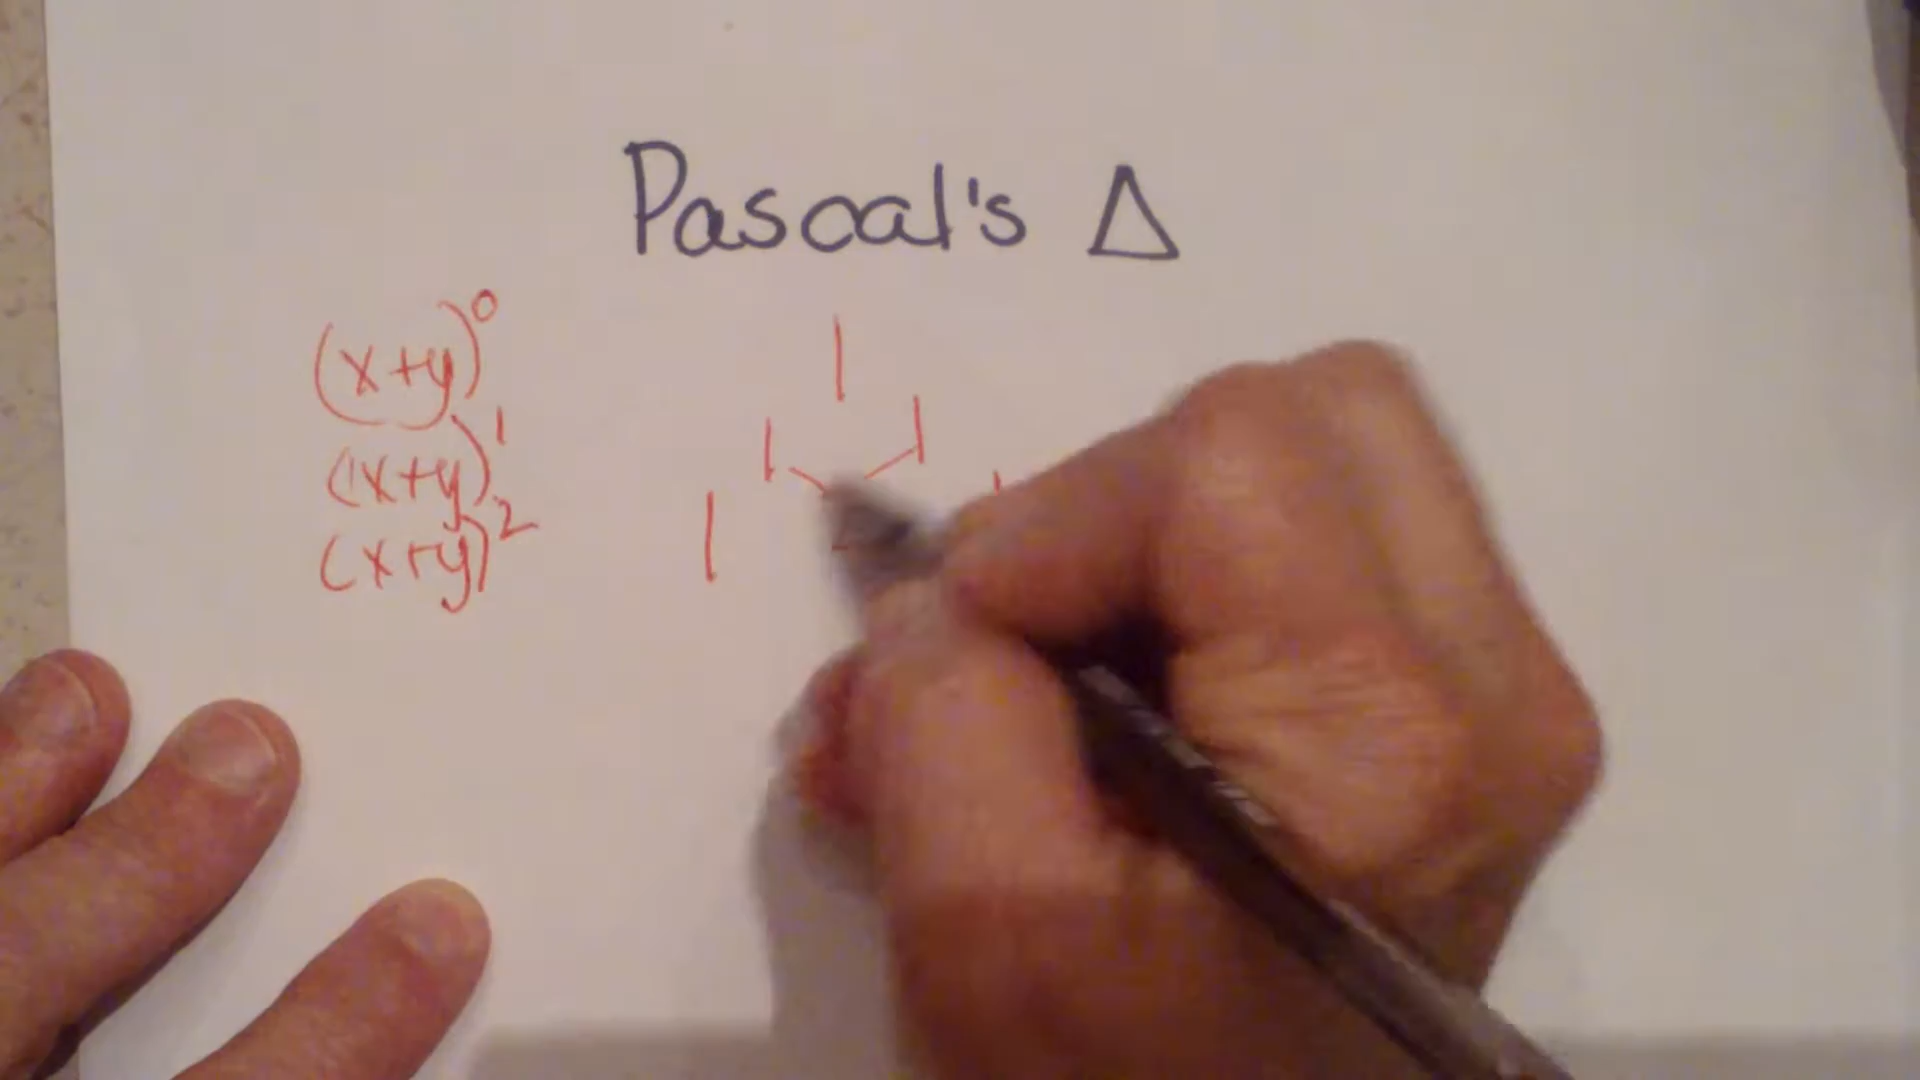 Pascal's Δ
(x+y)^0 1
(x+y)^1 1 1
(x+y)^2 1